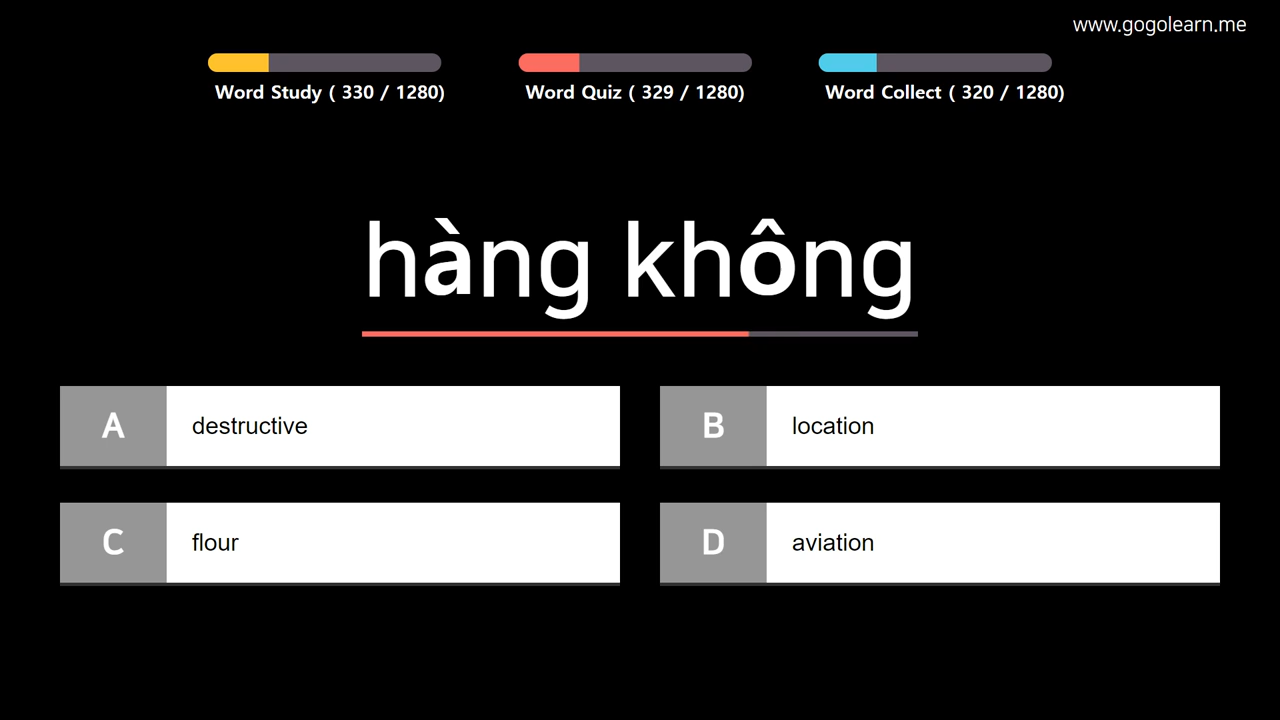 www.gogolearn.me
Word Study ( 330 / 1280)
Word Quiz ( 329 / 1280)
Word Collect ( 320 / 1280)
hàng không
A destructive
B location
C flour
D aviation